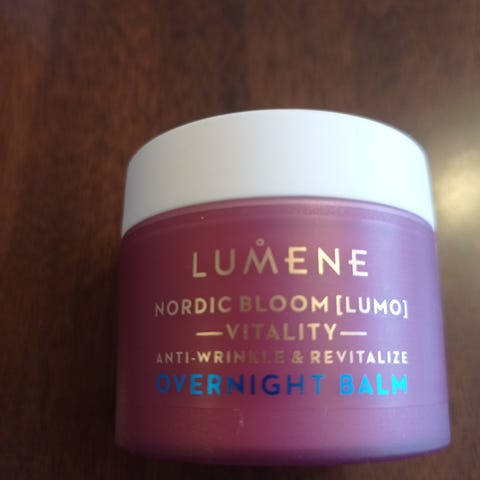 LUMENE
NORDIC BLOOM [LUMO]
—VITALITY—
ANTI-WRINKLE & REVITALIZE
OVERNIGHT BALM